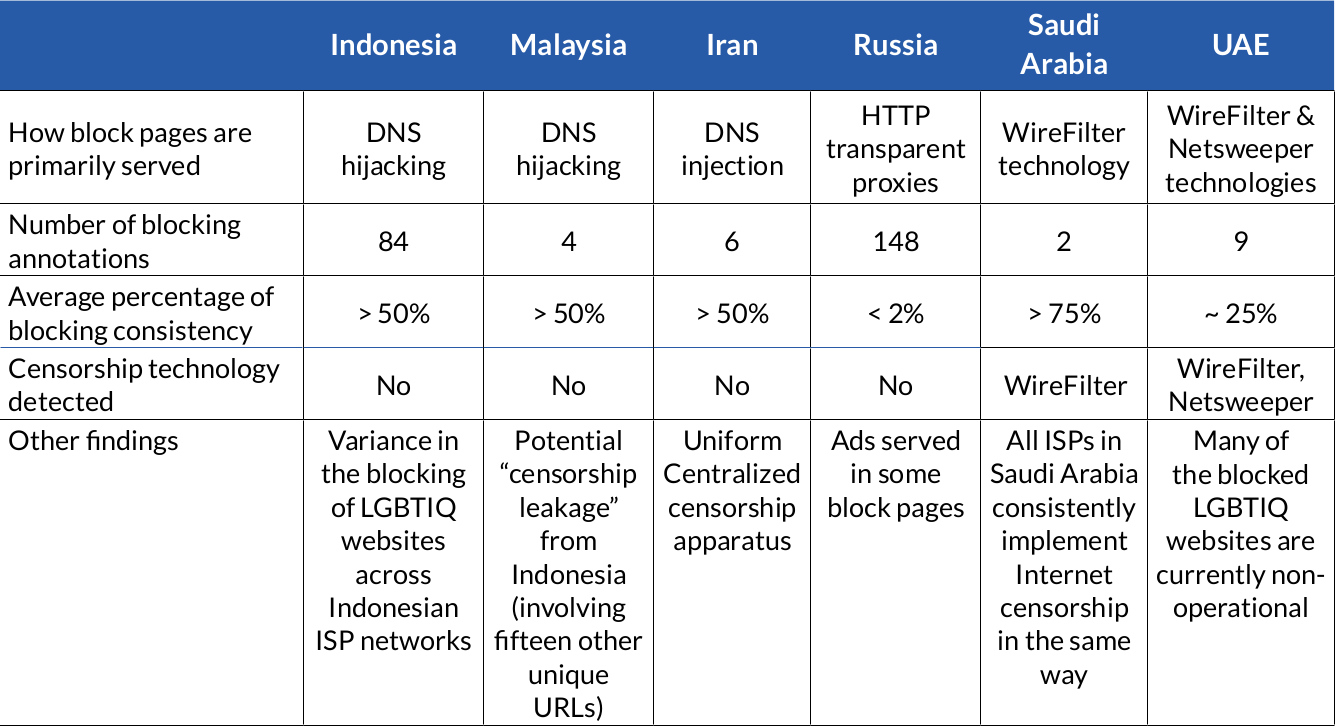 Indonesia Malaysia Iran Russia Saudi Arabia UAE
How block pages are
primarily served
DNS
hijacking
DNS
hijacking
DNS
injection
HTTP
transparent
proxies
WireFilter
technology
WireFilter &
Netsweeper
technologies
Number of blocking
annotations
84
4
6
148
2
9
Average percentage of
blocking consistency
> 50%
> 50%
> 50%
< 2%
> 75%
~ 25%
Censorship technology
detected
No
No
No
No
WireFilter
WireFilter,
Netsweeper
Other findings
Variance in
the blocking
of LGBTIQ
websites
across
Indonesian
ISP networks
Potential
“censorship
leakage”
from
Indonesia
(involving
fifteen other
unique
URLs)
Uniform
Centralized
censorship
apparatus
Ads served
in some
block pages
All ISPs in
Saudi Arabia
consistently
implement
Internet
censorship
in the same
way
Many of
the blocked
LGBTIQ
websites are
currently non-
operational